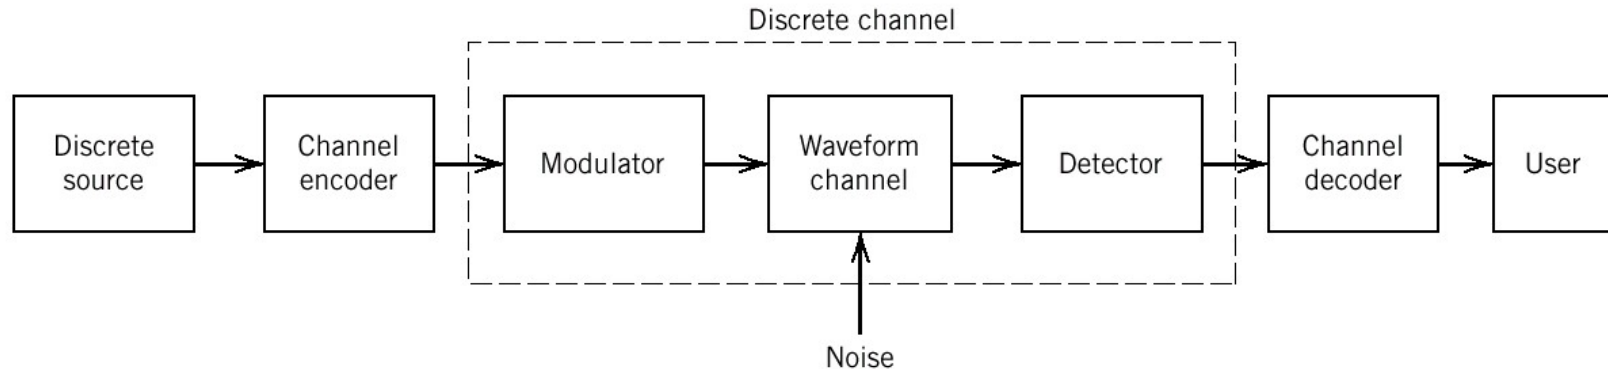 Discrete channel
Discrete
source
Channel
encoder
Modulator
Waveform
channel
Detector
Channel
decoder
User
Noise